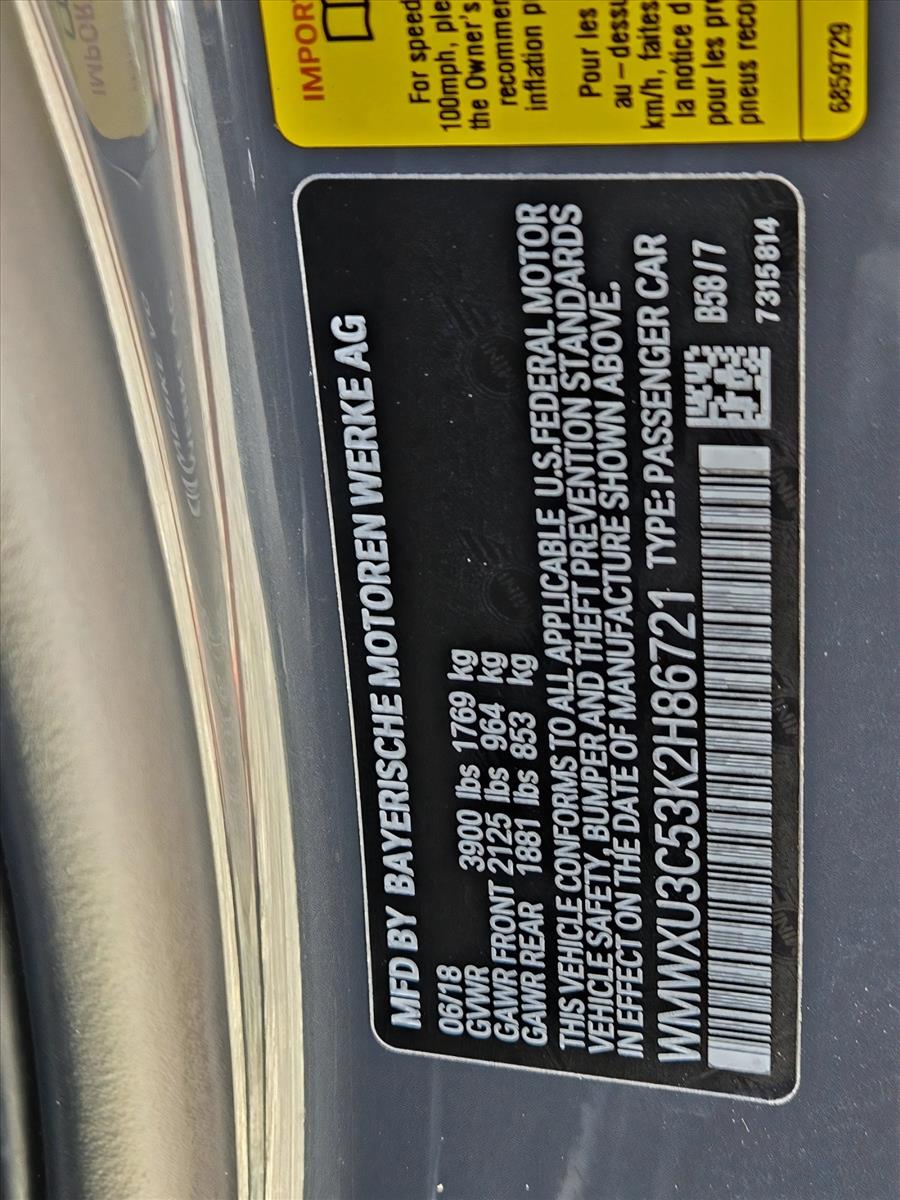 IMPORT
For speed
100mph, ple
the Owner's
recommen
inflation p
Pour les
au-dessu
km/h, faites
la notice d
pour les pre
pneus reco
6859729
MFD BY BAYERISCHE MOTOREN WERKE AG
06/18
GVWR 3900 lbs 1769 kg
GAWR FRONT 2125 lbs 964 kg
GAWR REAR 1881 lbs 853 kg
THIS VEHICLE CONFORMS TO ALL APPLICABLE U.S.FEDERAL MOTOR
VEHICLE SAFETY, BUMPER AND THEFT PREVENTION STANDARDS
IN EFFECT ON THE DATE OF MANUFACTURE SHOWN ABOVE.
WMWXU3C53K2H86721 TYPE: PASSENGER CAR
B58/7
7315814